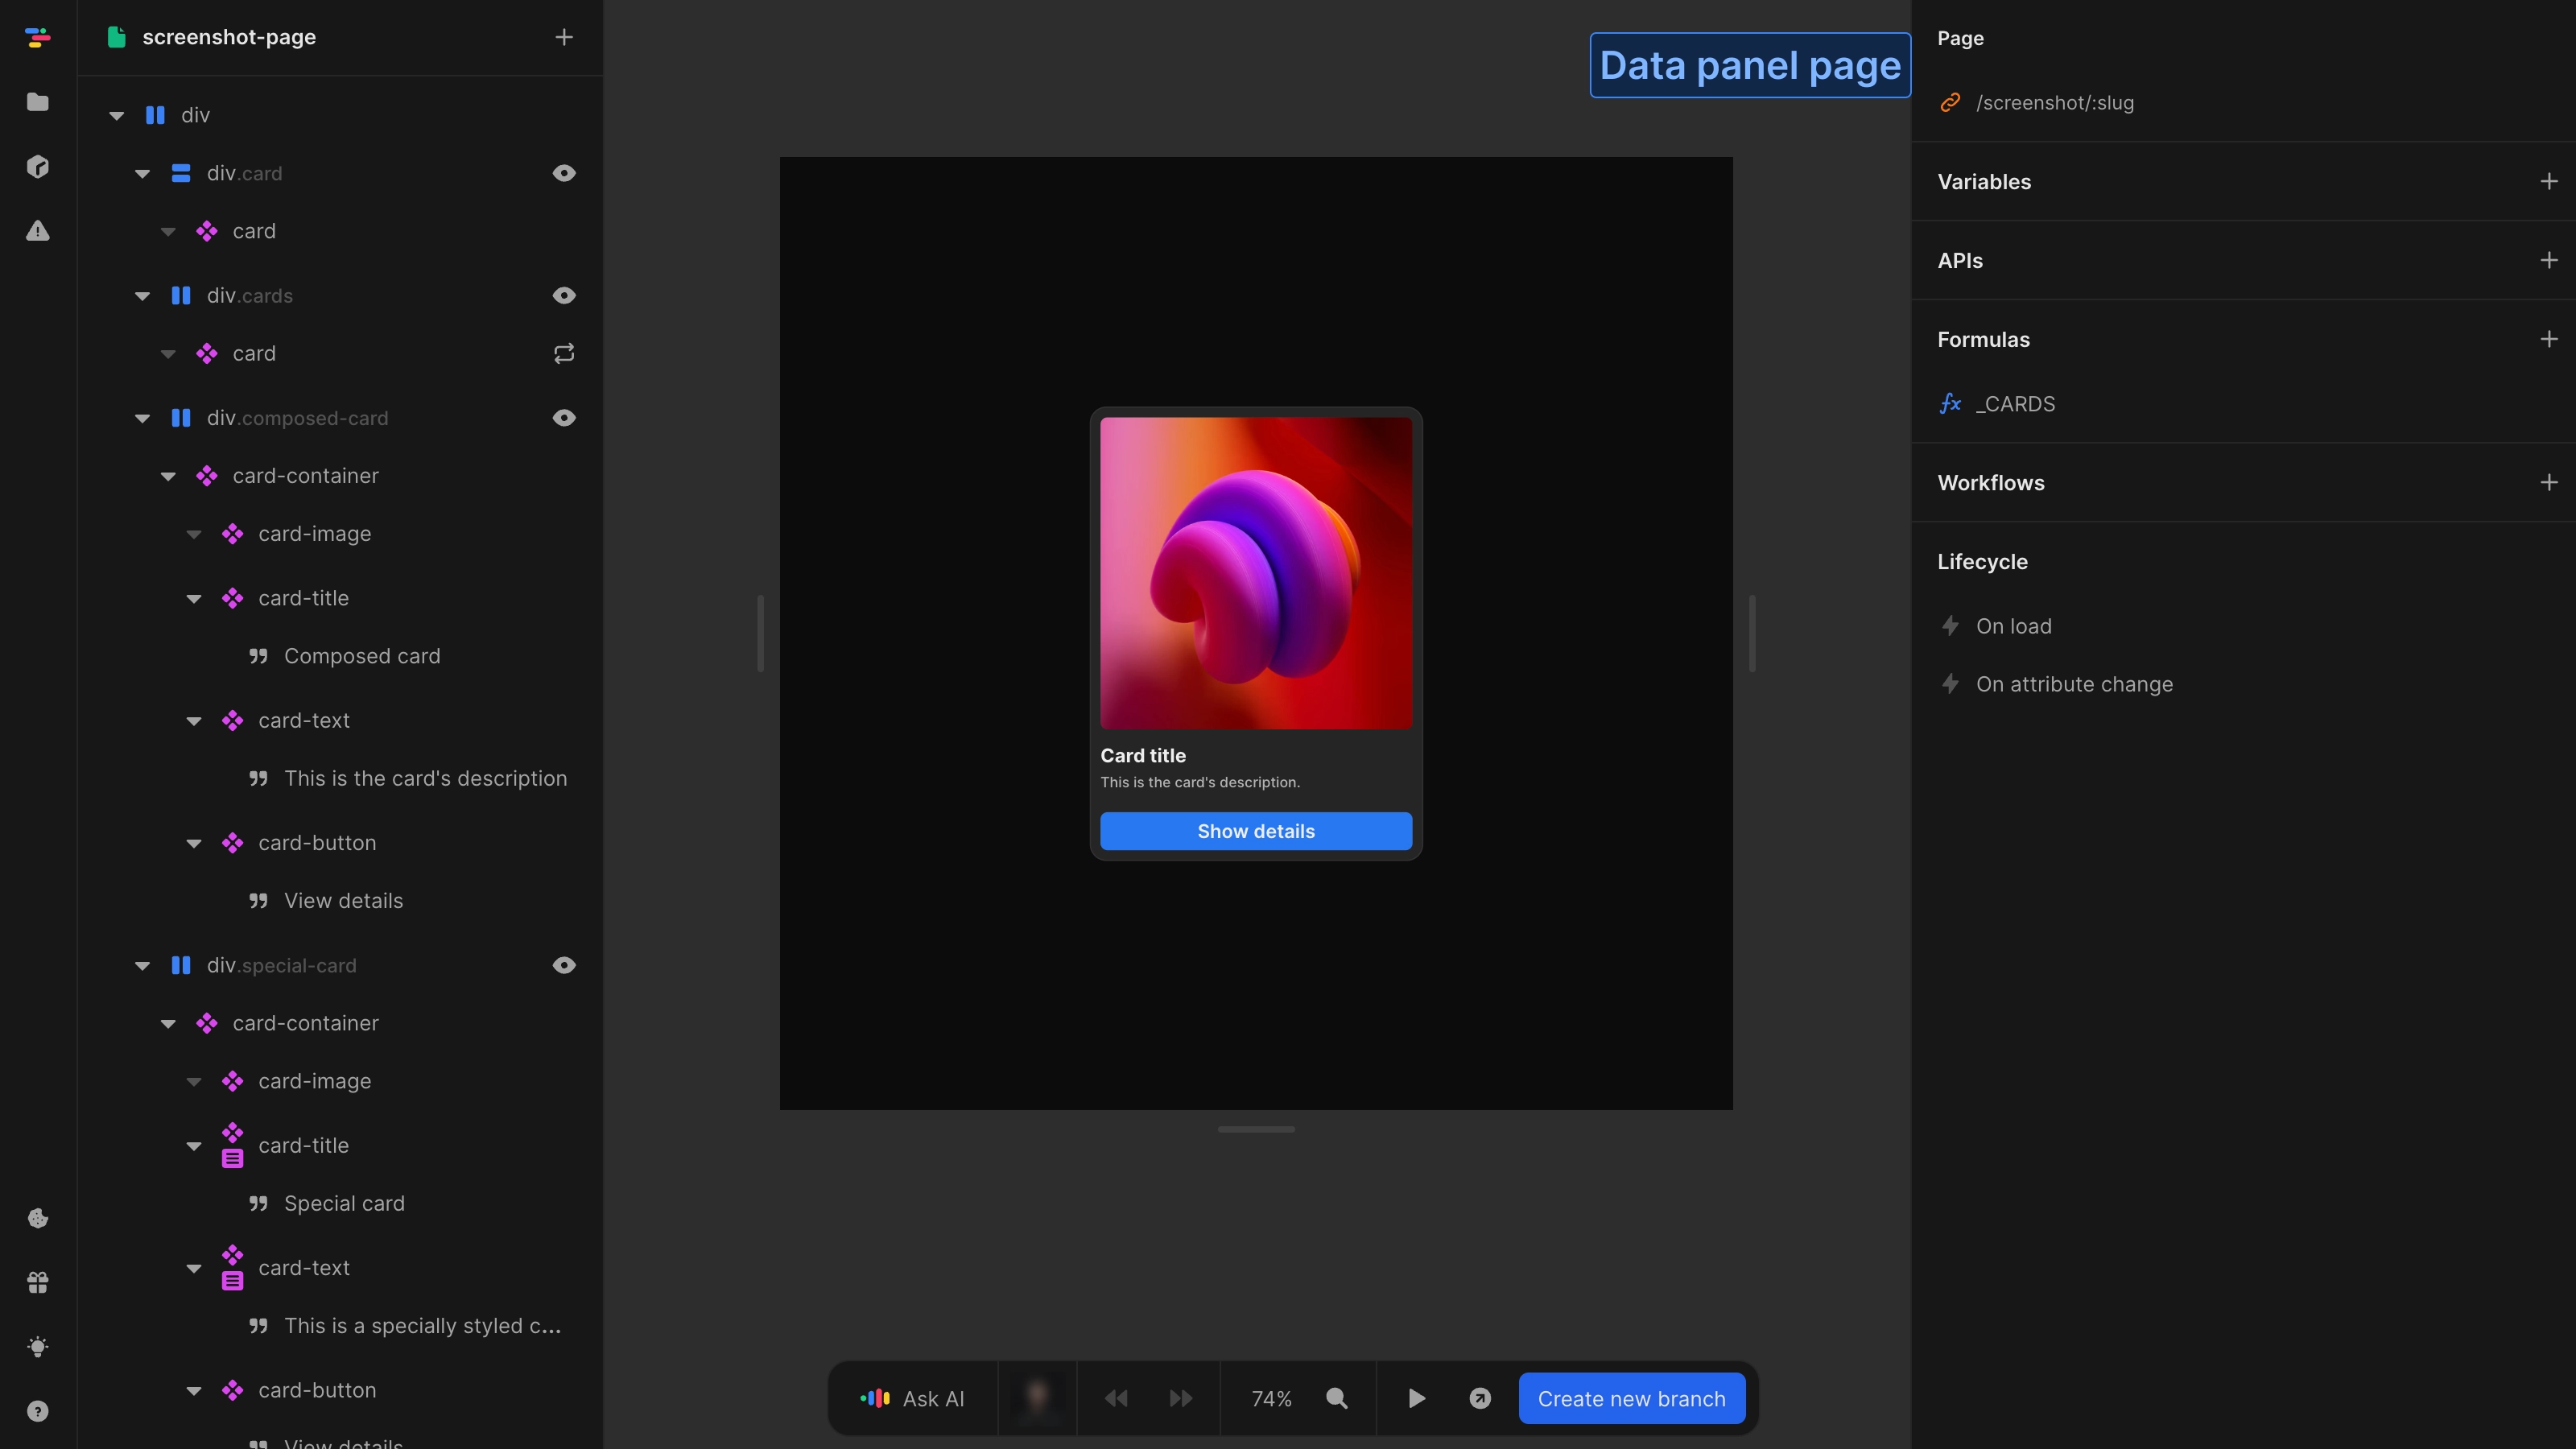 screenshot-page
div
div.card
card
div.cards
card
div.composed-card
card-container
card-image
card-title
Composed card
card-text
This is the card's description
card-button
View details
div.special-card
card-container
card-image
card-title
Special card
card-text
This is a specially styled c...
card-button
View details
Data panel page
Card title
This is the card's description.
Show details
Ask AI
74%
Create new branch
Page
/screenshot/:slug
Variables
APIs
Formulas
fx _CARDS
Workflows
Lifecycle
On load
On attribute change